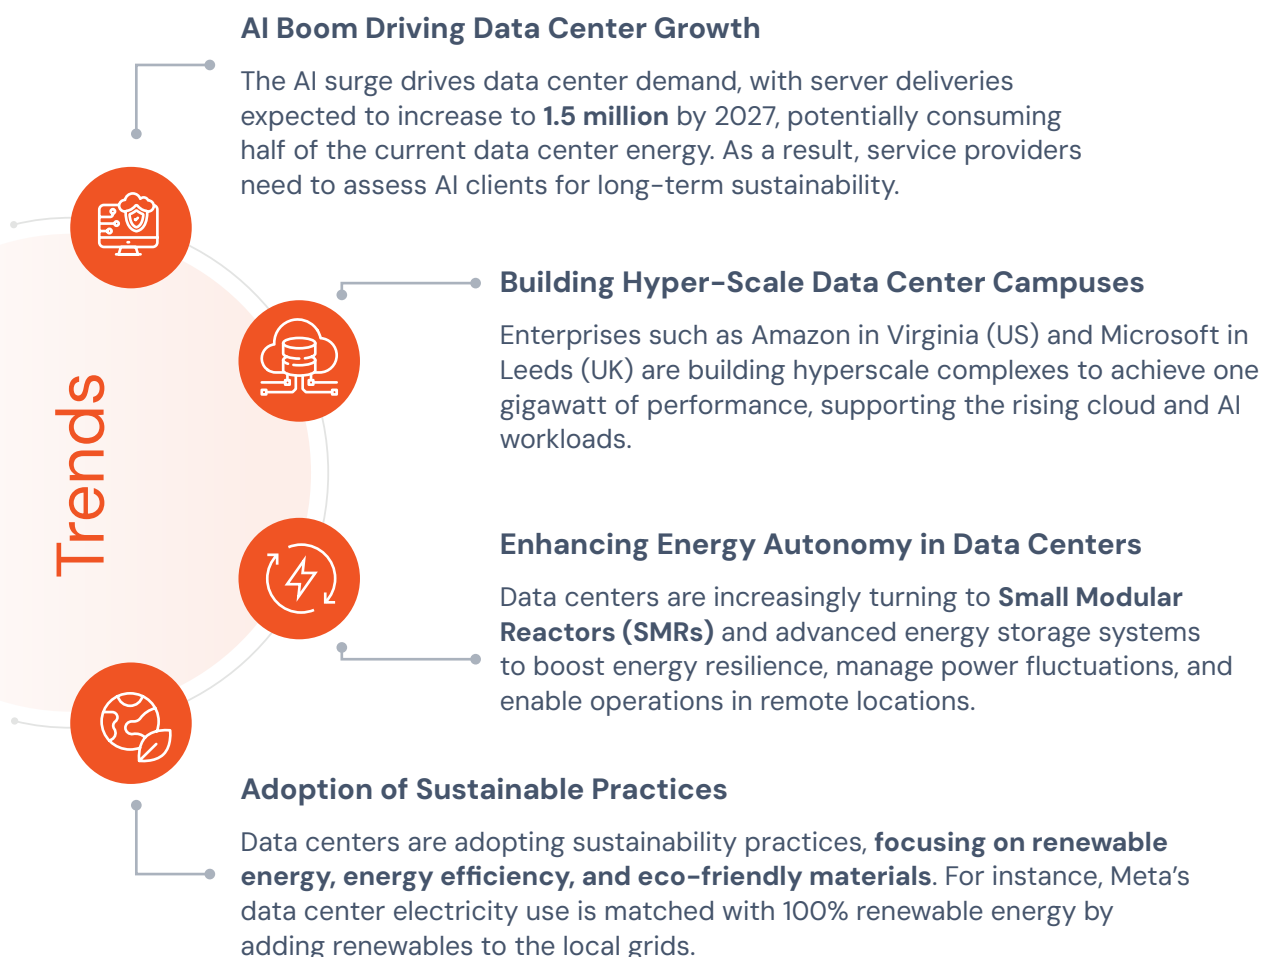 AI Boom Driving Data Center Growth
The AI surge drives data center demand, with server deliveries
expected to increase to 1.5 million by 2027, potentially consuming
half of the current data center energy. As a result, service providers
need to assess AI clients for long-term sustainability.
Building Hyper-Scale Data Center Campuses
Enterprises such as Amazon in Virginia (US) and Microsoft in
Leeds (UK) are building hyperscale complexes to achieve one
gigawatt of performance, supporting the rising cloud and AI
workloads.
Trends
Enhancing Energy Autonomy in Data Centers
Data centers are increasingly turning to Small Modular
Reactors (SMRs) and advanced energy storage systems
to boost energy resilience, manage power fluctuations, and
enable operations in remote locations.
Adoption of Sustainable Practices
Data centers are adopting sustainability practices, focusing on renewable
energy, energy efficiency, and eco-friendly materials. For instance, Meta’s
data center electricity use is matched with 100% renewable energy by
adding renewables to the local grids.